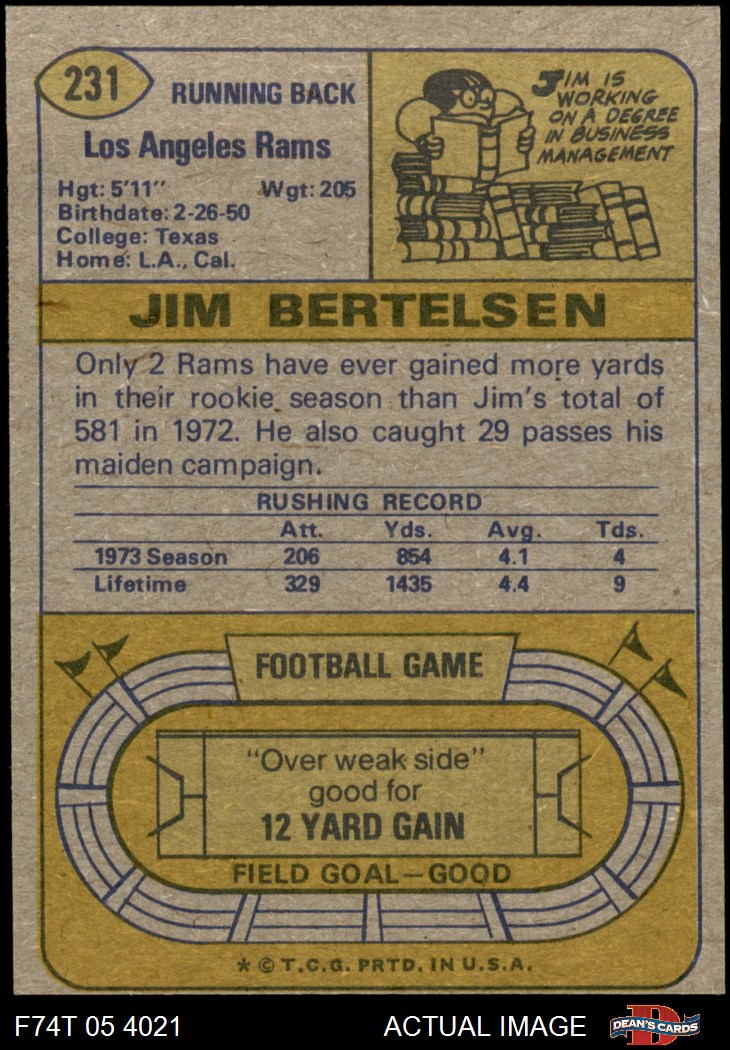 231
RUNNING BACK
Los Angeles Rams
Hgt: 5'11" Wgt: 205
Birthdate: 2-26-50
College: Texas
Home: L.A., Cal.
JIM IS
WORKING
ON A DEGREE
IN BUSINESS
MANAGEMENT
JIM BERTELSEN
Only 2 Rams have ever gained more yards
in their rookie season than Jim's total of
581 in 1972. He also caught 29 passes his
maiden campaign.
RUSHING RECORD
Att. Yds. Avg. Tds.
1973 Season 206 854 4.1 4
Lifetime 329 1435 4.4 9
FOOTBALL GAME
"Over weak side"
good for
12 YARD GAIN
FIELD GOAL—GOOD
* © T.C.G. PRTD. IN U.S.A.
F74T 05 4021 ACTUAL IMAGE
D
DEAN'S CARDS